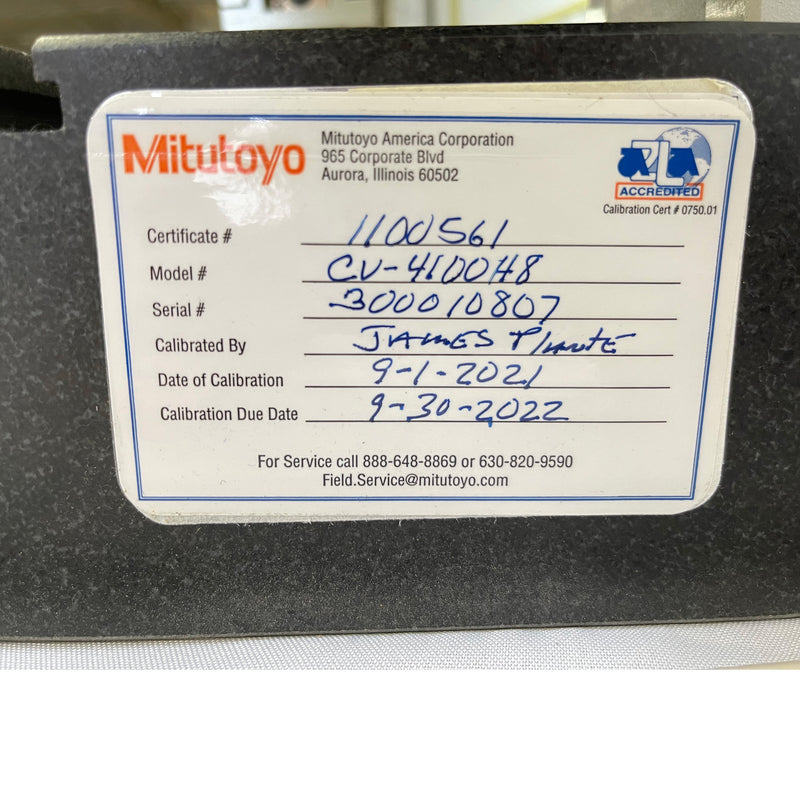 Mitutoyo
Mitutoyo America Corporation
965 Corporate Blvd
Aurora, Illinois 60502
A2LA
ACCREDITED
Calibration Cert # 0750.01
Certificate # 1100561
Model # CV-4100H8
Serial # 300010807
Calibrated By JAMES PlantE
Date of Calibration 9-1-2021
Calibration Due Date 9-30-2022
For Service call 888-648-8869 or 630-820-9590
Field.Service@mitutoyo.com